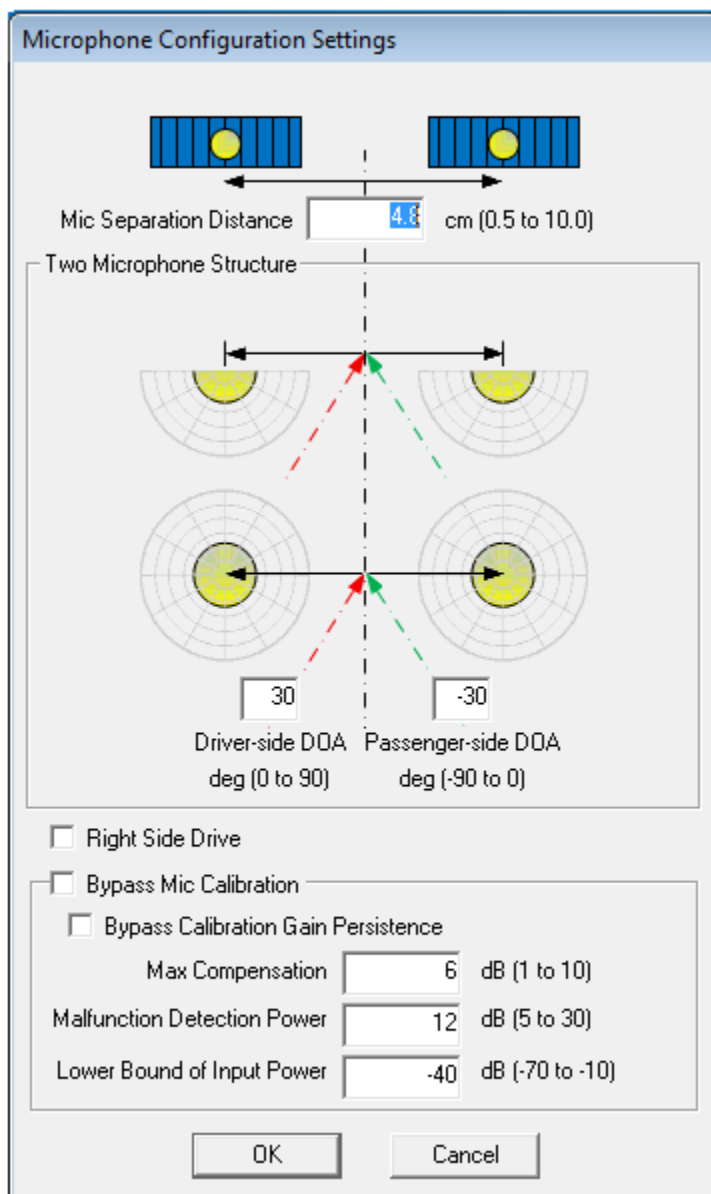 Microphone Configuration Settings
Mic Separation Distance 4.8 cm (0.5 to 10.0)
Two Microphone Structure
30 -30
Driver-side DOA Passenger-side DOA
deg (0 to 90) deg (-90 to 0)
Right Side Drive
Bypass Mic Calibration
Bypass Calibration Gain Persistence
Max Compensation 6 dB (1 to 10)
Malfunction Detection Power 12 dB (5 to 30)
Lower Bound of Input Power -40 dB (-70 to -10)
OK Cancel